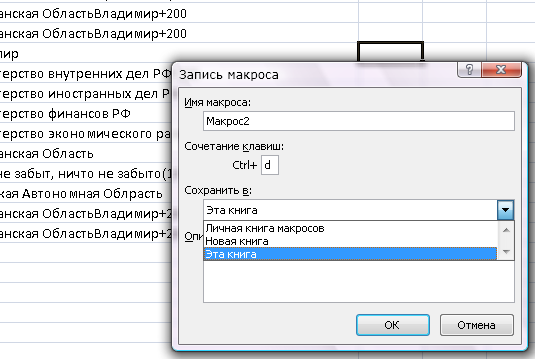 анская ОбластьВладимир+200
анская ОбластьВладимир+200
пир
терство внутренних дел РФ
терство иностранных дел Р
терство финансов РФ
терство экономического ра
анская Область
не забыт, ничто не забыто(1
кая Автономная Облрасть
анская ОбластьВладимир+2
анская ОбластьВладимир+2
Запись макроса
Имя макроса:
Макрос2
Сочетание клавиш:
Ctrl+ d
Сохранить в:
Эта книга
Личная книга макросов
Новая книга
Эта книга
Опи
ОК Отмена